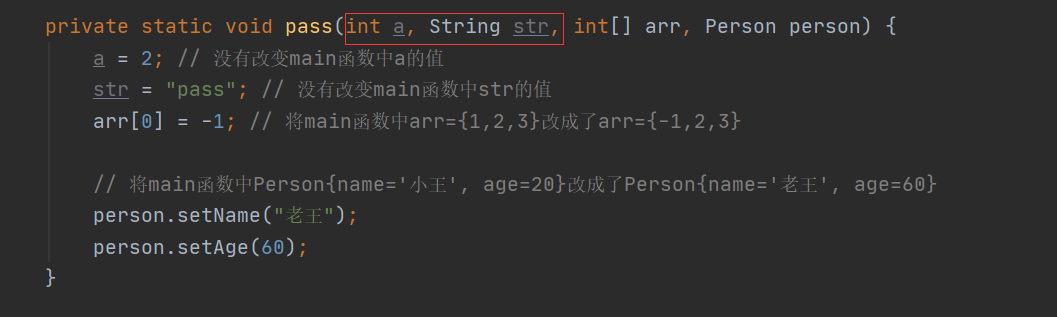 private static void pass(int a, String str, int[] arr, Person person) {
a = 2; // 没有改变main函数中a的值
str = "pass"; // 没有改变main函数中str的值
arr[0] = -1; // 将main函数中arr={1,2,3}改成了arr={-1,2,3}
// 将main函数中Person{name='小王', age=20}改成了Person{name='老王', age=60}
person.setName("老王");
person.setAge(60);
}